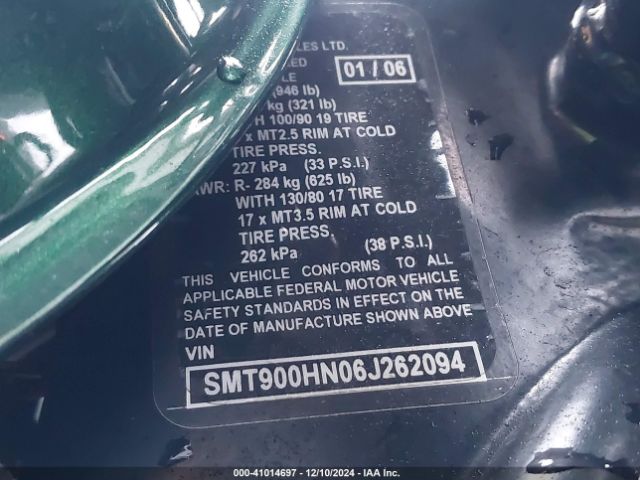 LES LTD.
01 / 06
(946 lb)
kg (321 lb)
100/90 19 TIRE
x MT2.5 RIM AT COLD
TIRE PRESS.
227 kPa (33 P.S.I.)
WR: R- 284 kg (625 lb)
WITH 130/80 17 TIRE
17 x MT3.5 RIM AT COLD
TIRE PRESS.
262 kPa (38 P.S.I.)
THIS VEHICLE CONFORMS TO ALL
APPLICABLE FEDERAL MOTOR VEHICLE
SAFETY STANDARDS IN EFFECT ON THE
DATE OF MANUFACTURE SHOWN ABOVE
VIN
SMT900HN06J262094
000-41014697 - 12/10/2024 - IAA Inc.